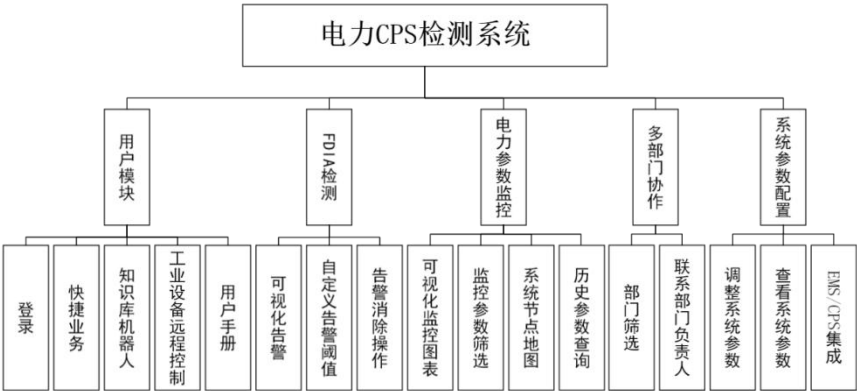 电力CPS检测系统
用户模块
FDIA检测
电力参数监控
多部门协作
系统参数配置
登录
快捷业务
知识库机器人
工业设备远程控制
用户手册
可视化告警
自定义告警阈值
告警消除操作
可视化监控图表
监控参数筛选
系统节点地图
历史参数查询
部门筛选
联系部门负责人
调整系统参数
查看系统参数
EMS/CPS集成